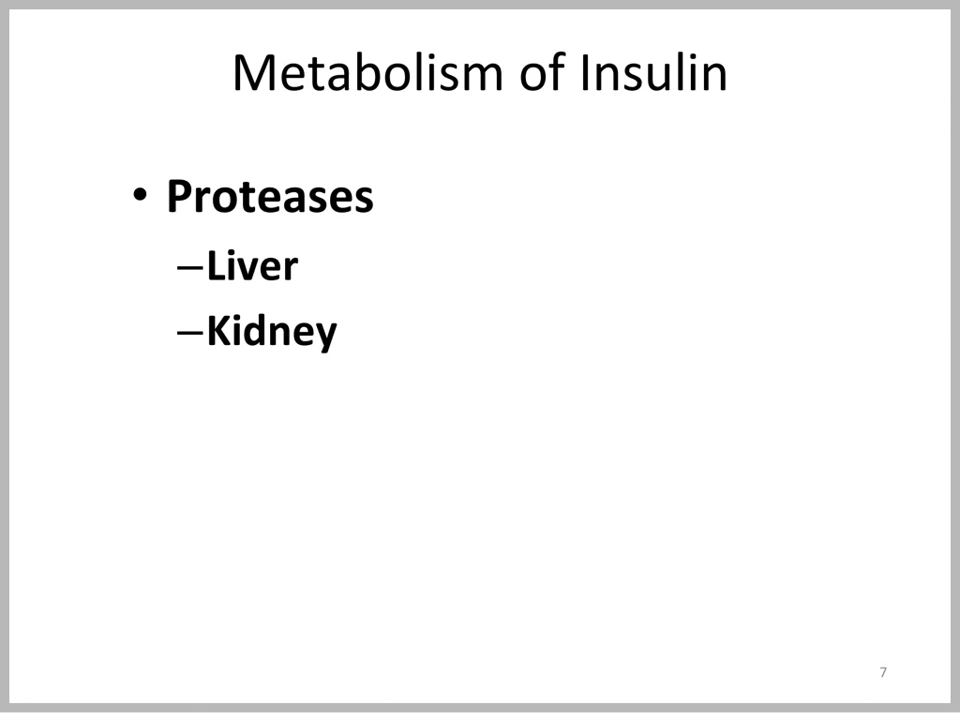 Metabolism of Insulin
• Proteases
–Liver
–Kidney
7